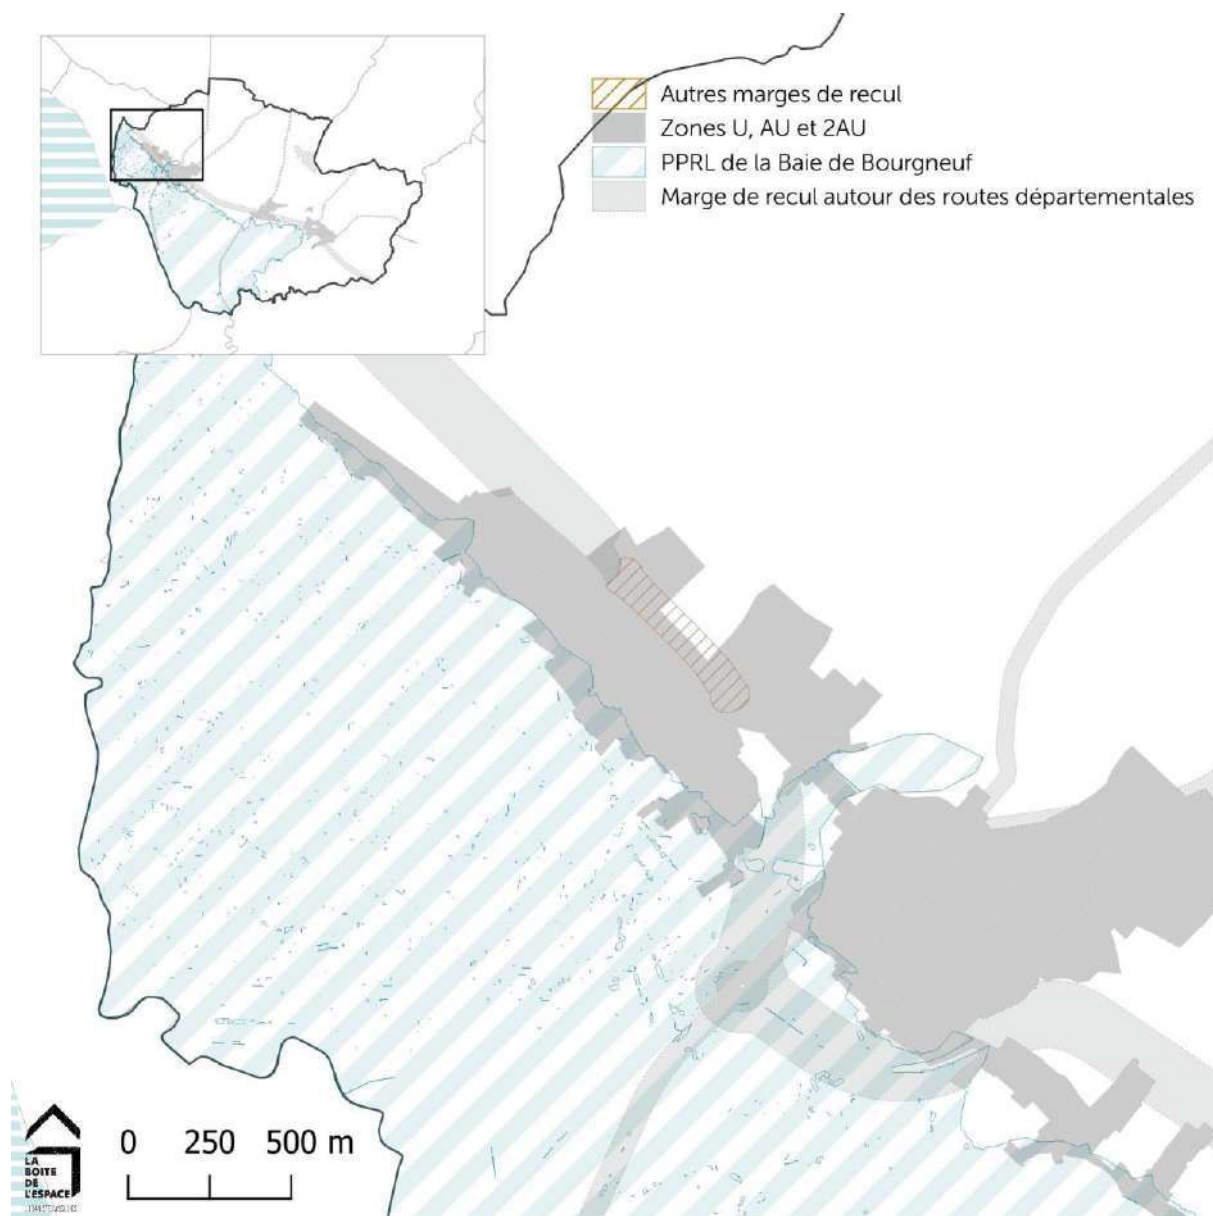 Autres marges de recul
Zones U, AU et 2AU
PPRL de la Baie de Bourgneuf
Marge de recul autour des routes départementales
0 250 500 m
LA
BOITE
DE
L'ESPACE